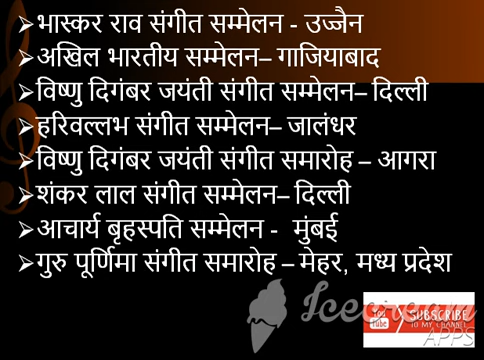 ➢भास्कर राव संगीत सम्मेलन - उज्जैन
➢अखिल भारतीय सम्मेलन– गाजियाबाद
➢विष्णु दिगंबर जयंती संगीत सम्मेलन– दिल्ली
➢हरिवल्लभ संगीत सम्मेलन– जालंधर
➢विष्णु दिगंबर जयंती संगीत समारोह – आगरा
➢शंकर लाल संगीत सम्मेलन– दिल्ली
➢आचार्य बृहस्पति सम्मेलन - मुंबई
➢गुरु पूर्णिमा संगीत समारोह – मेहर, मध्य प्रदेश
Icecream
APPS
You Tube
SUBSCRIBE
TO MY CHANNEL